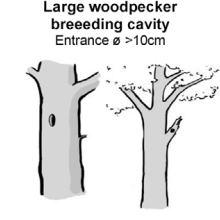 Large woodpecker
breeeding cavity
Entrance ø >10cm